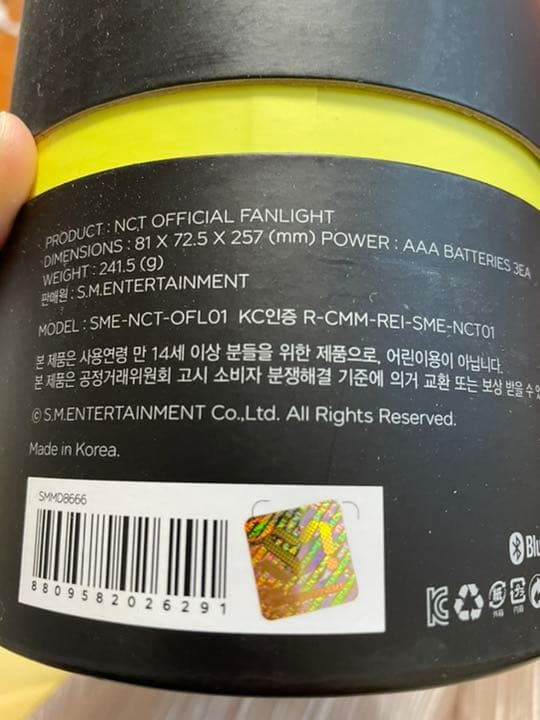 PRODUCT : NCT OFFICIAL FANLIGHT
DIMENSIONS : 81 X 72.5 X 257 (mm) POWER : AAA BATTERIES 3EA
WEIGHT : 241.5 (g)
판매원 : S.M.ENTERTAINMENT
MODEL : SME-NCT-OFL01 KC인증 R-CMM-REI-SME-NCT01
본 제품은 사용연령 만 14세 이상 분들을 위한 제품으로, 어린이용이 아닙니다.
본 제품은 공정거래위원회 고시 소비자 분쟁해결 기준에 의거 교환 또는 보상 받을 수
© S.M.ENTERTAINMENT Co.,Ltd. All Rights Reserved.
Made in Korea.
SMMD8666
8809582026291
Blu